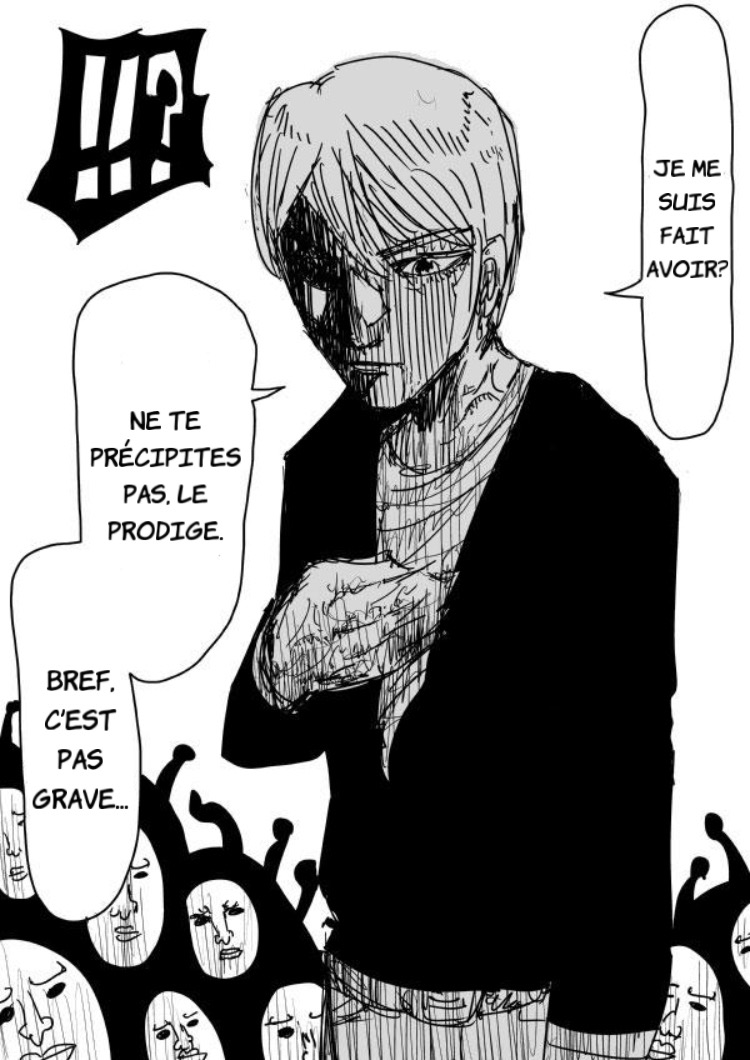 !!?
JE ME
SUIS
FAIT
AVOIR?
NE TE
PRÉCIPITES
PAS, LE
PRODIGE.
BREF,
C'EST
PAS
GRAVE...